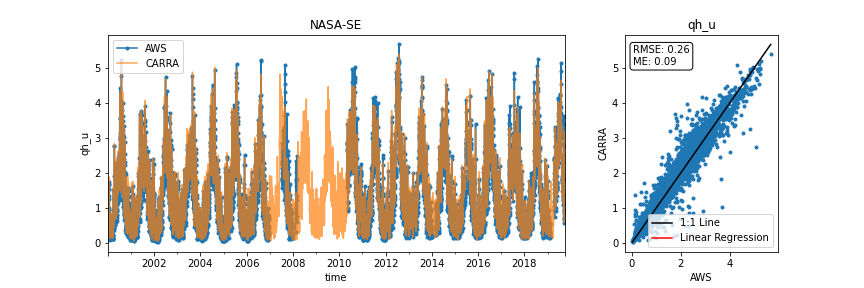 NASA-SE
AWS
CARRA
qh_u
5
4
3
2
1
0
2002
2004
2006
2008
2010
2012
2014
2016
2018
time
qh_u
RMSE: 0.26
ME: 0.09
CARRA
5
4
3
2
1
0
1:1 Line
Linear Regression
0
2
4
AWS